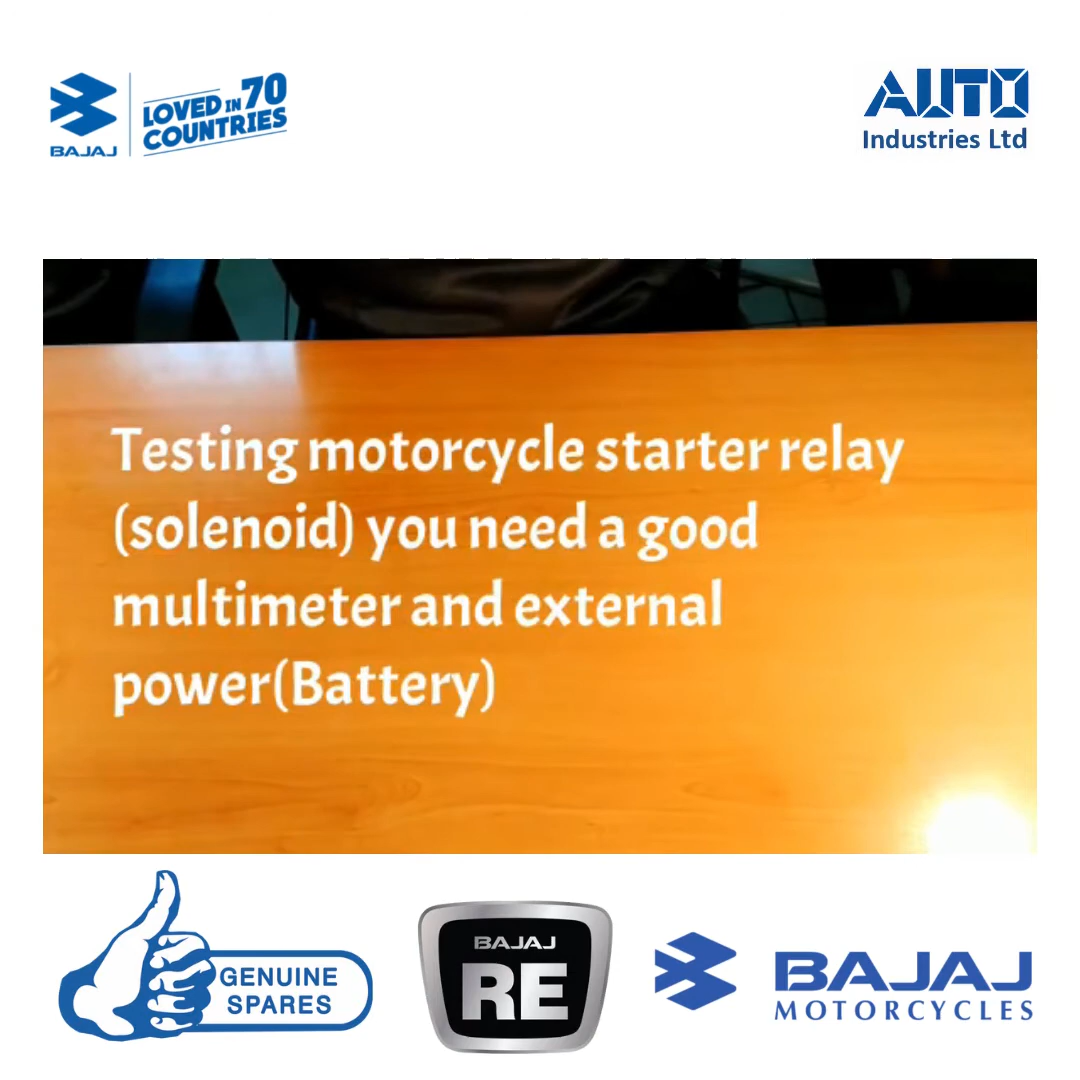 BAJAJ
LOVED IN 70
COUNTRIES
AUTO
Industries Ltd
Testing motorcycle starter relay
(solenoid) you need a good
multimeter and external
power(Battery)
GENUINE
SPARES
BAJAJ
RE
BAJAJ
MOTORCYCLES